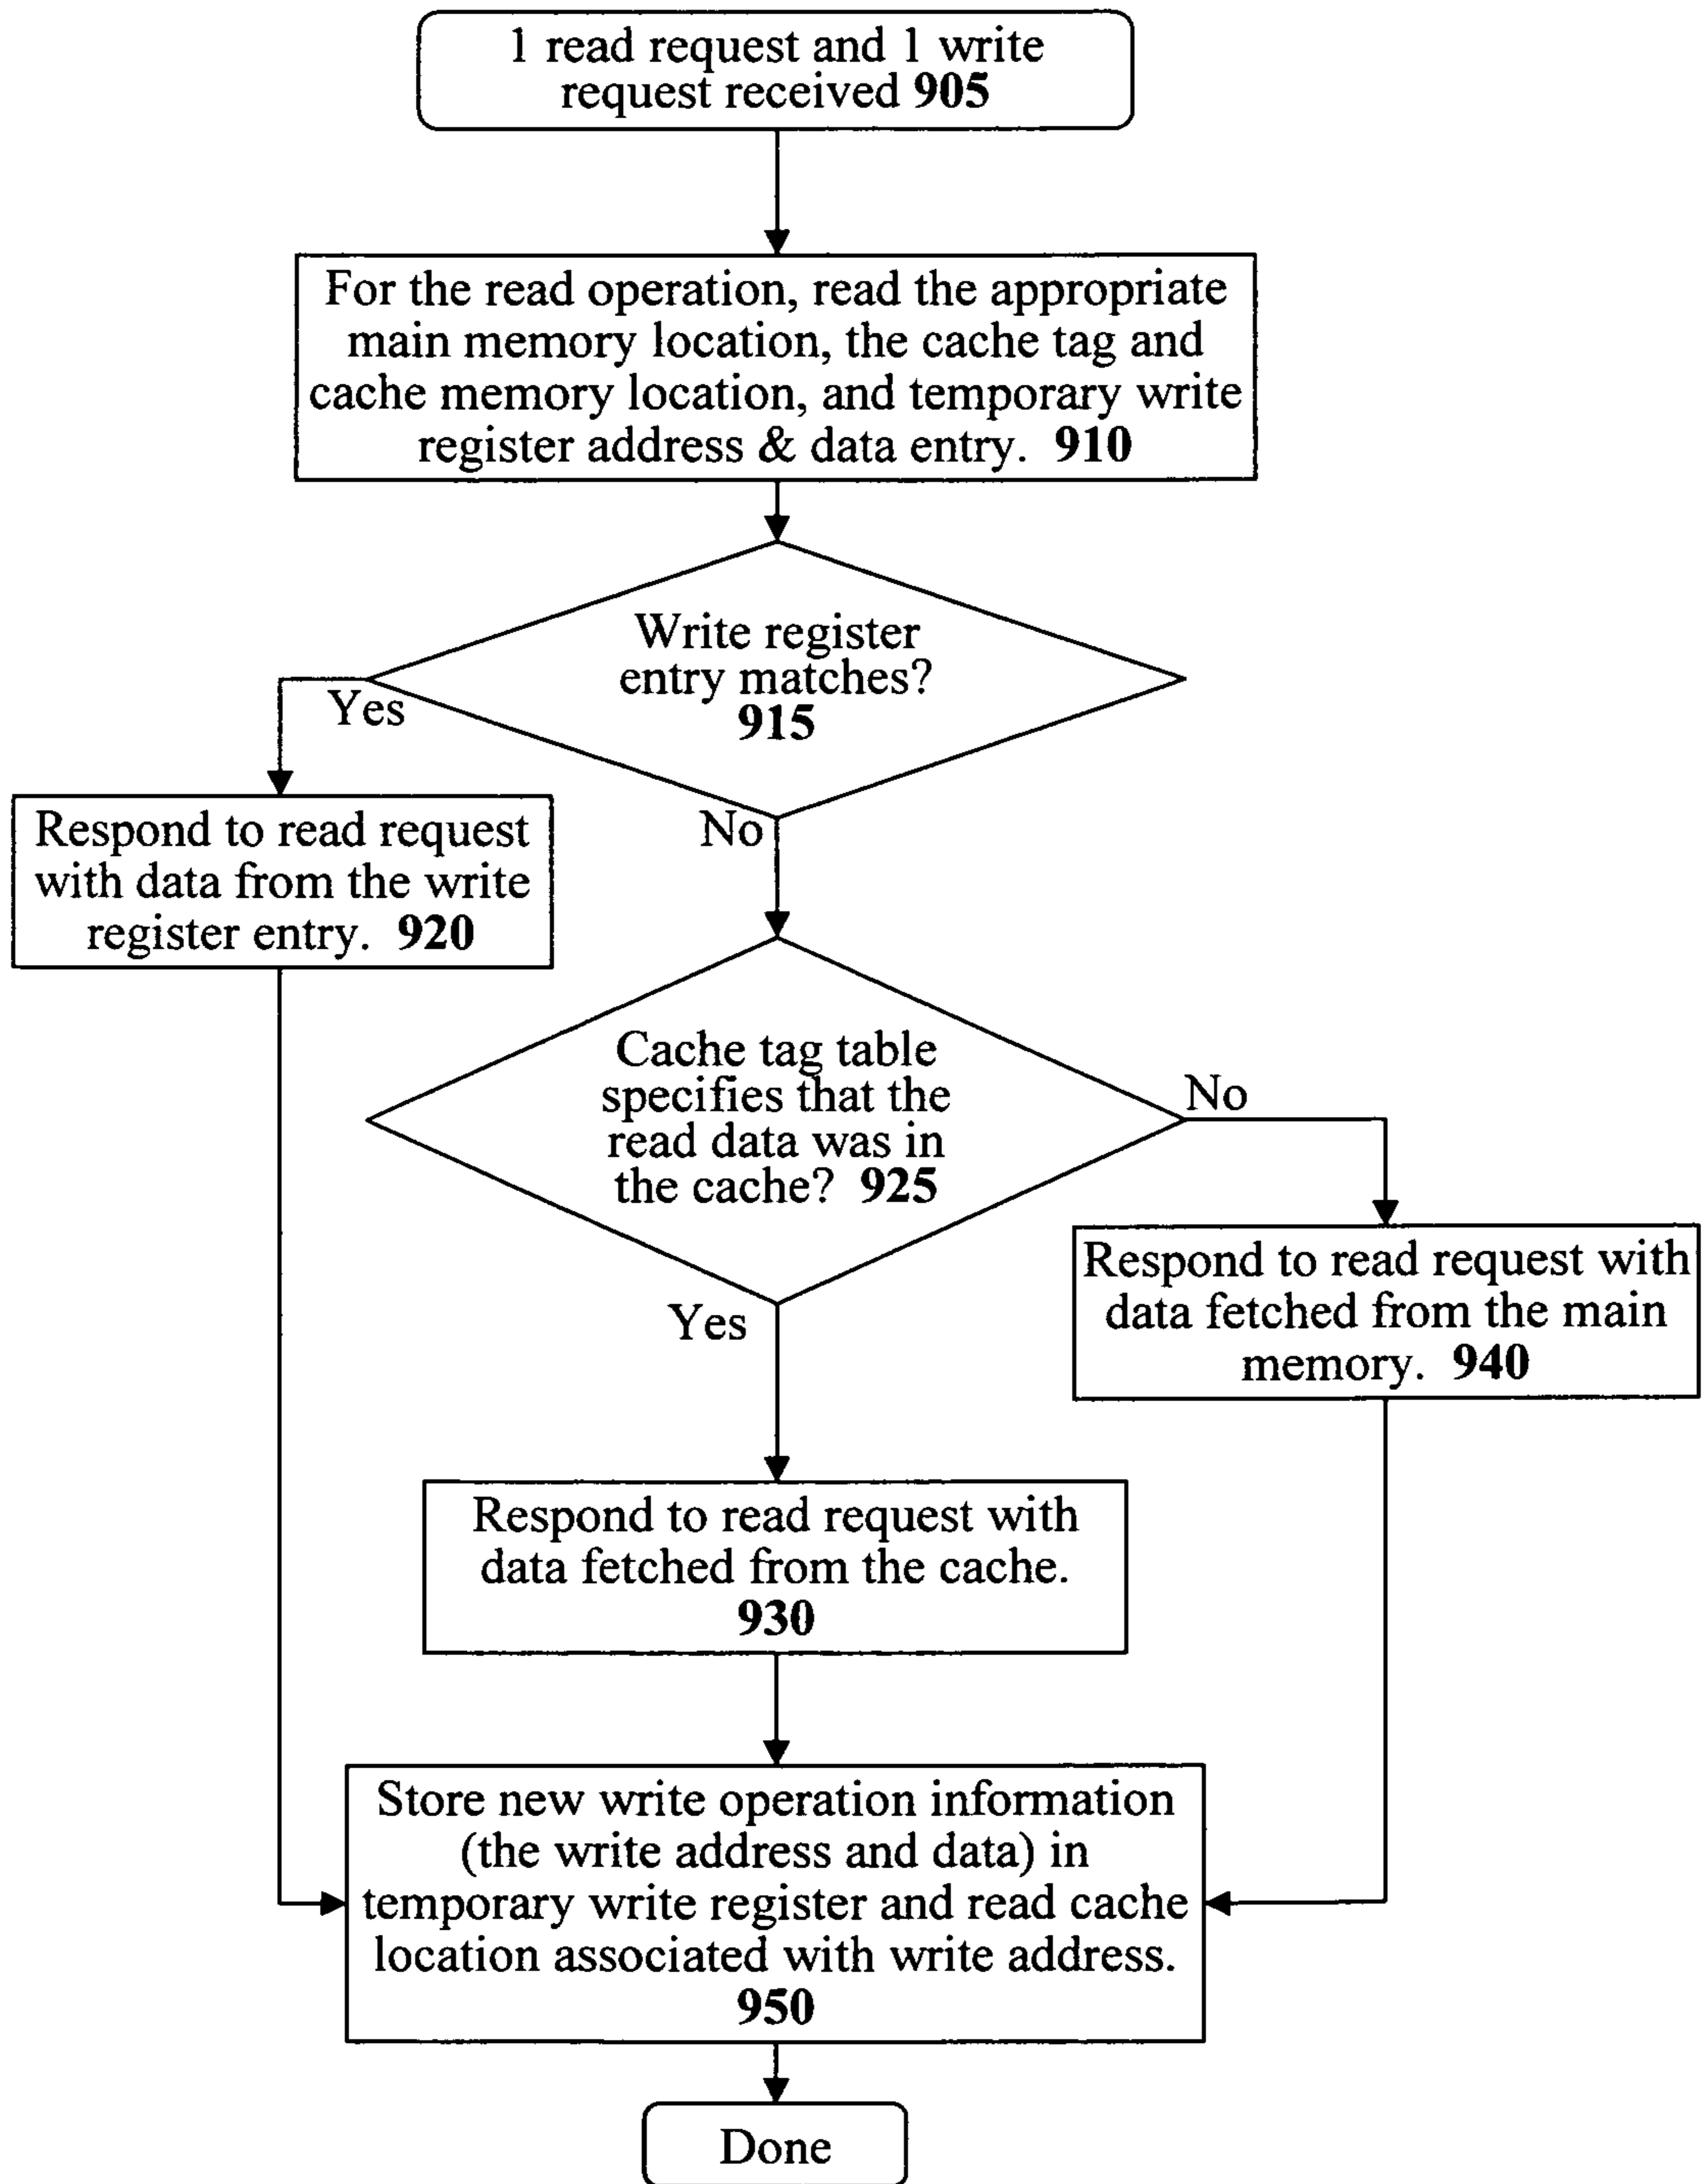 1 read request and 1 write
request received 905
For the read operation, read the appropriate
main memory location, the cache tag and
cache memory location, and temporary write
register address & data entry. 910
Write register
entry matches?
915
Yes
No
Respond to read request
with data from the write
register entry. 920
Cache tag table
specifies that the
read data was in
the cache? 925
No
Yes
Respond to read request with
data fetched from the main
memory. 940
Respond to read request with
data fetched from the cache.
930
Store new write operation information
(the write address and data) in
temporary write register and read cache
location associated with write address.
950
Done